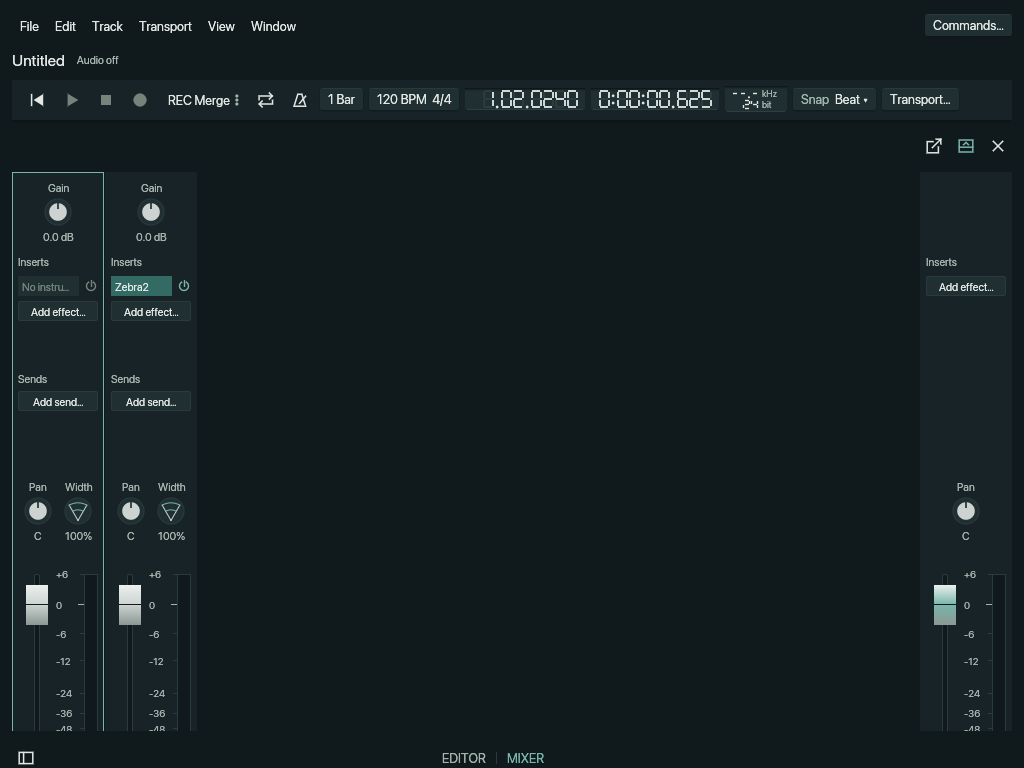 File Edit Track Transport View Window Commands...
Untitled Audio off
REC Merge 1 Bar 120 BPM 4/4 1.02.0240 0:00:00.625 --.- kHz -24 bit Snap Beat Transport...
Gain Gain
0.0 dB 0.0 dB
Inserts Inserts Inserts
No instru... Zebra2 Add effect...
Add effect... Add effect...
Sends Sends
Add send... Add send...
Pan Width Pan Width Pan
C 100% C 100% C
+6 +6 +6
0 0 0
-6 -6 -6
-12 -12 -12
-24 -24 -24
-36 -36 -36
-48 -48 -48
EDITOR MIXER